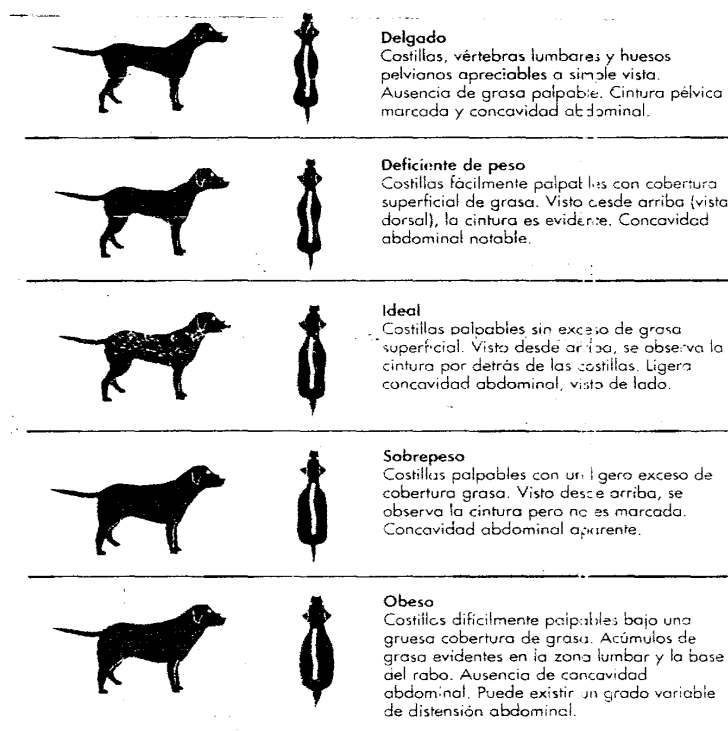 Delgado
Costillas, vértebras lumbares y huesos
pelvianos apreciables a simple vista.
Ausencia de grasa palpable. Cintura pélvica
marcada y concavidad abdominal.
Deficiente de peso
Costillas fácilmente palpables con cobertura
superficial de grasa. Visto desde arriba (vista
dorsal), la cintura es evidente. Concavidad
abdominal notable.
Ideal
Costillas palpables sin exceso de grasa
superficial. Visto desde arriba, se observa la
cintura por detrás de las costillas. Ligera
concavidad abdominal, visto de lado.
Sobrepeso
Costillas palpables con un ligero exceso de
cobertura grasa. Visto desde arriba, se
observa la cintura pero no es marcada.
Concavidad abdominal aparente.
Obeso
Costillas difícilmente palpables bajo una
gruesa cobertura de grasa. Acúmulos de
grasa evidentes en la zona lumbar y la base
del rabo. Ausencia de concavidad
abdominal. Puede existir un grado variable
de distensión abdominal.